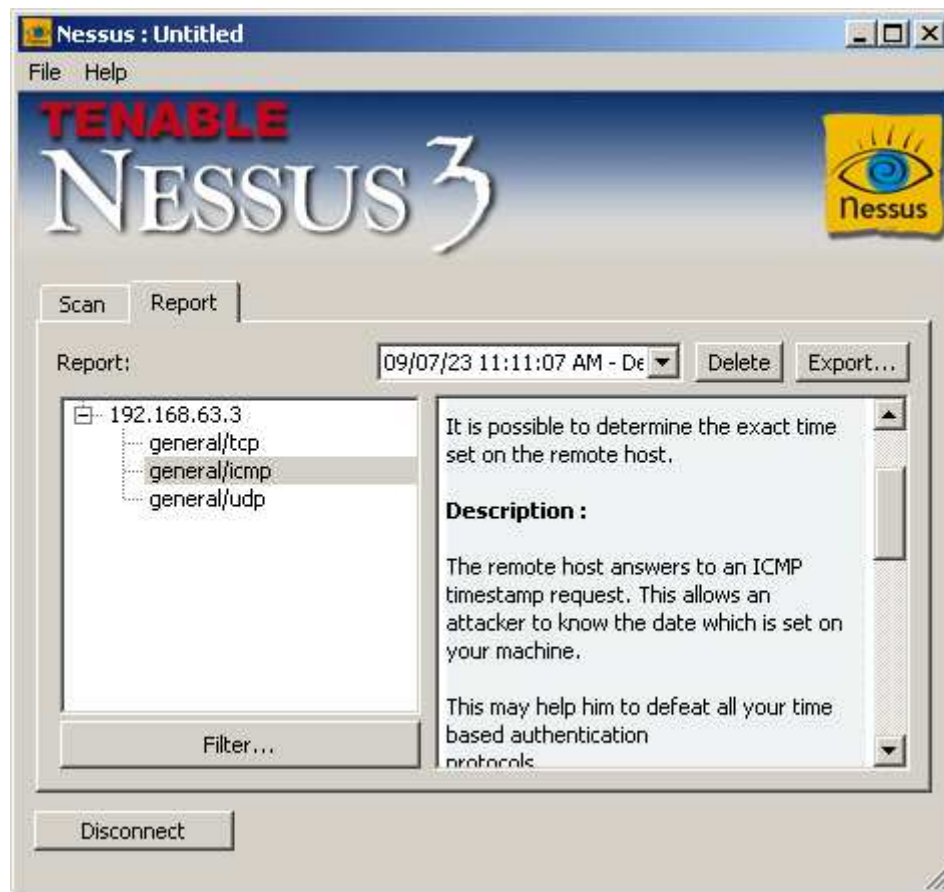 Nessus : Untitled
File Help
TENABLE
NESSUS 3
Nessus
Scan Report
Report:
09/07/23 11:11:07 AM - De
Delete
Export...
192.168.63.3
general/tcp
general/icmp
general/udp
Filter...
It is possible to determine the exact time
set on the remote host.
Description :
The remote host answers to an ICMP
timestamp request. This allows an
attacker to know the date which is set on
your machine.
This may help him to defeat all your time
based authentication
protocols.
Disconnect